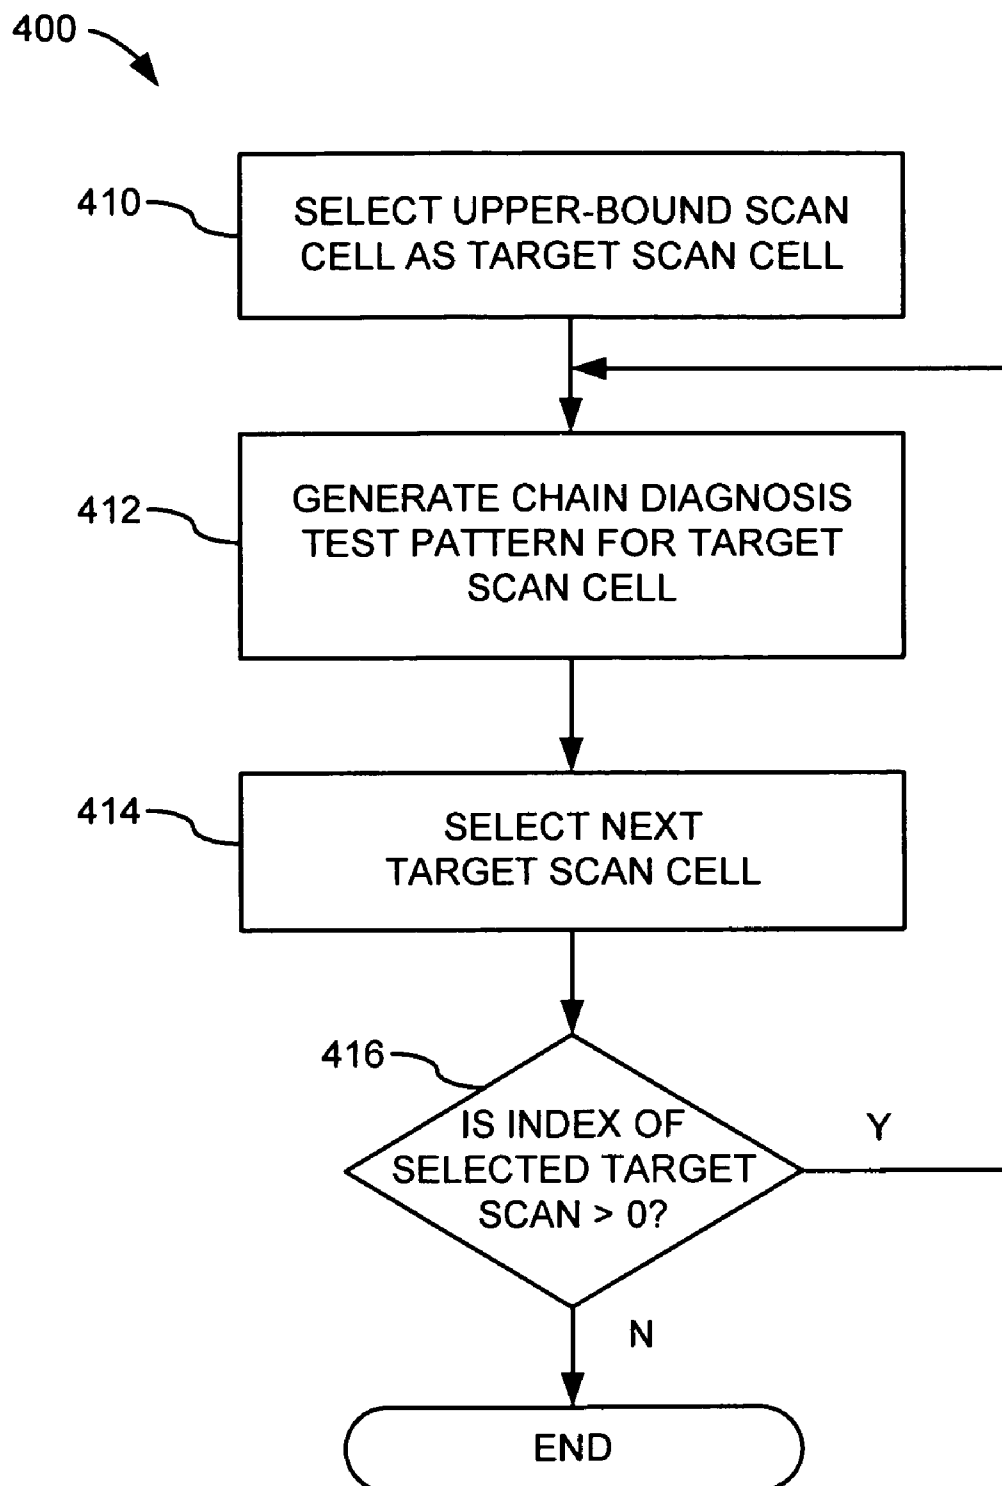 400
410
SELECT UPPER-BOUND SCAN
CELL AS TARGET SCAN CELL
412
GENERATE CHAIN DIAGNOSIS
TEST PATTERN FOR TARGET
SCAN CELL
414
SELECT NEXT
TARGET SCAN CELL
416
IS INDEX OF
SELECTED TARGET
SCAN > 0?
Y
N
END